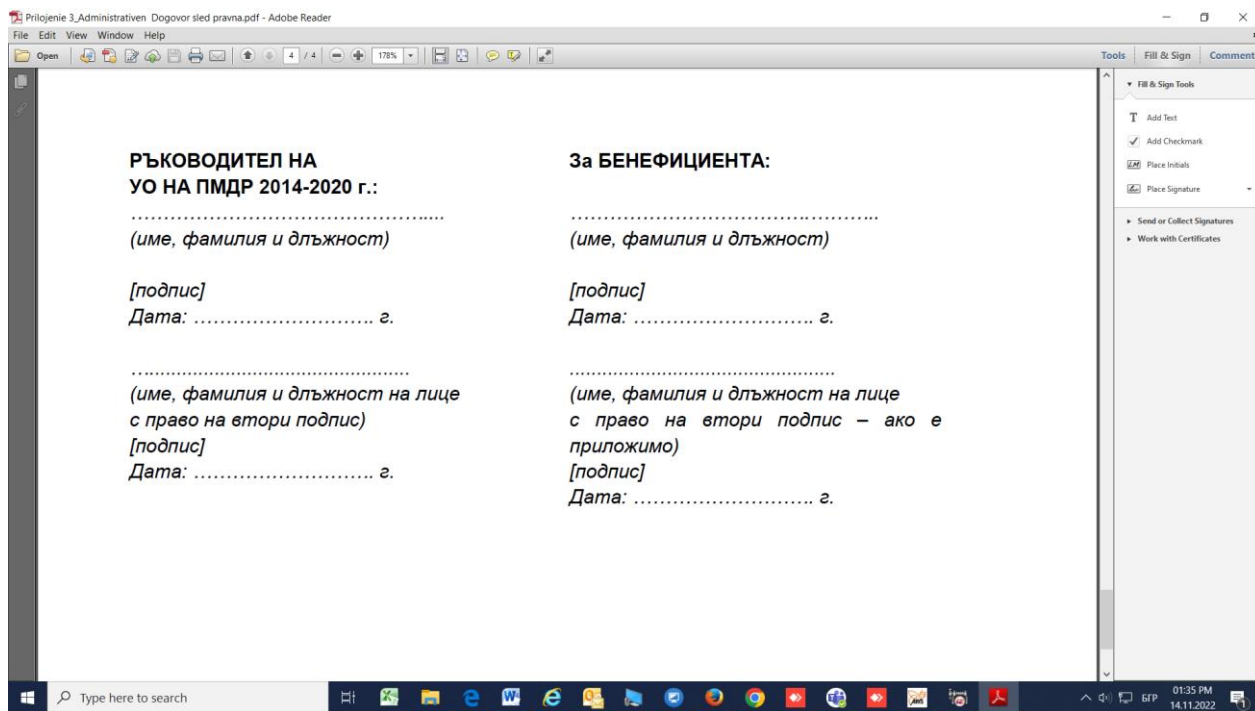 Prilojenie 3_Administrativen Dogovor sled pravna.pdf - Adobe Reader
File Edit View Window Help
Open 4 / 4 178% Tools Fill & Sign Comment
Fill & Sign Tools
T Add Text
Add Checkmark
Place Initials
Place Signature
Send or Collect Signatures
Work with Certificates
РЪКОВОДИТЕЛ НА
УО НА ПМДР 2014-2020 г.:
………………………………………….....
(име, фамилия и длъжност)
[подпис]
Дата: ………………………. г.
….................................................
(име, фамилия и длъжност на лице
с право на втори подпис)
[подпис]
Дата: ………………………. г.
За БЕНЕФИЦИЕНТА:
………………………………….………..
(име, фамилия и длъжност)
[подпис]
Дата: ………………………. г.
.....................................................
(име, фамилия и длъжност на лице
с право на втори подпис – ако е
приложимо)
[подпис]
Дата: ………………………. г.
Type here to search
БГР
01:35 PM
14.11.2022